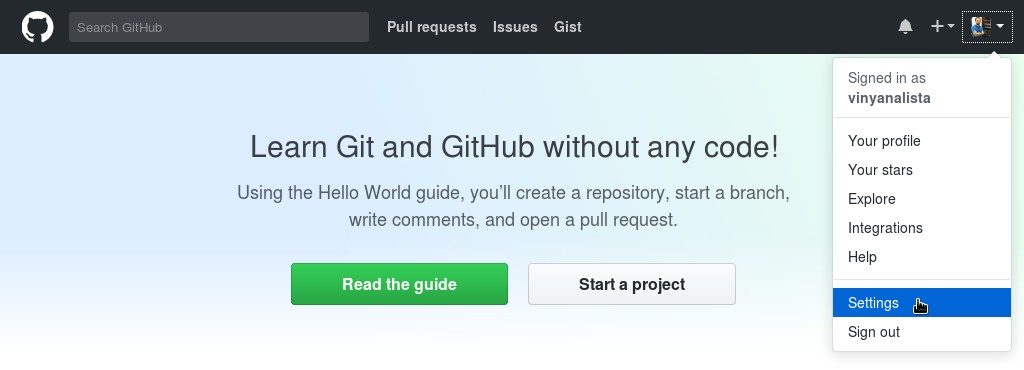 Search GitHub
Pull requests
Issues
Gist
Signed in as
vinyanalista
Your profile
Your stars
Explore
Integrations
Help
Settings
Sign out
Learn Git and GitHub without any code!
Using the Hello World guide, you’ll create a repository, start a branch,
write comments, and open a pull request.
Read the guide
Start a project